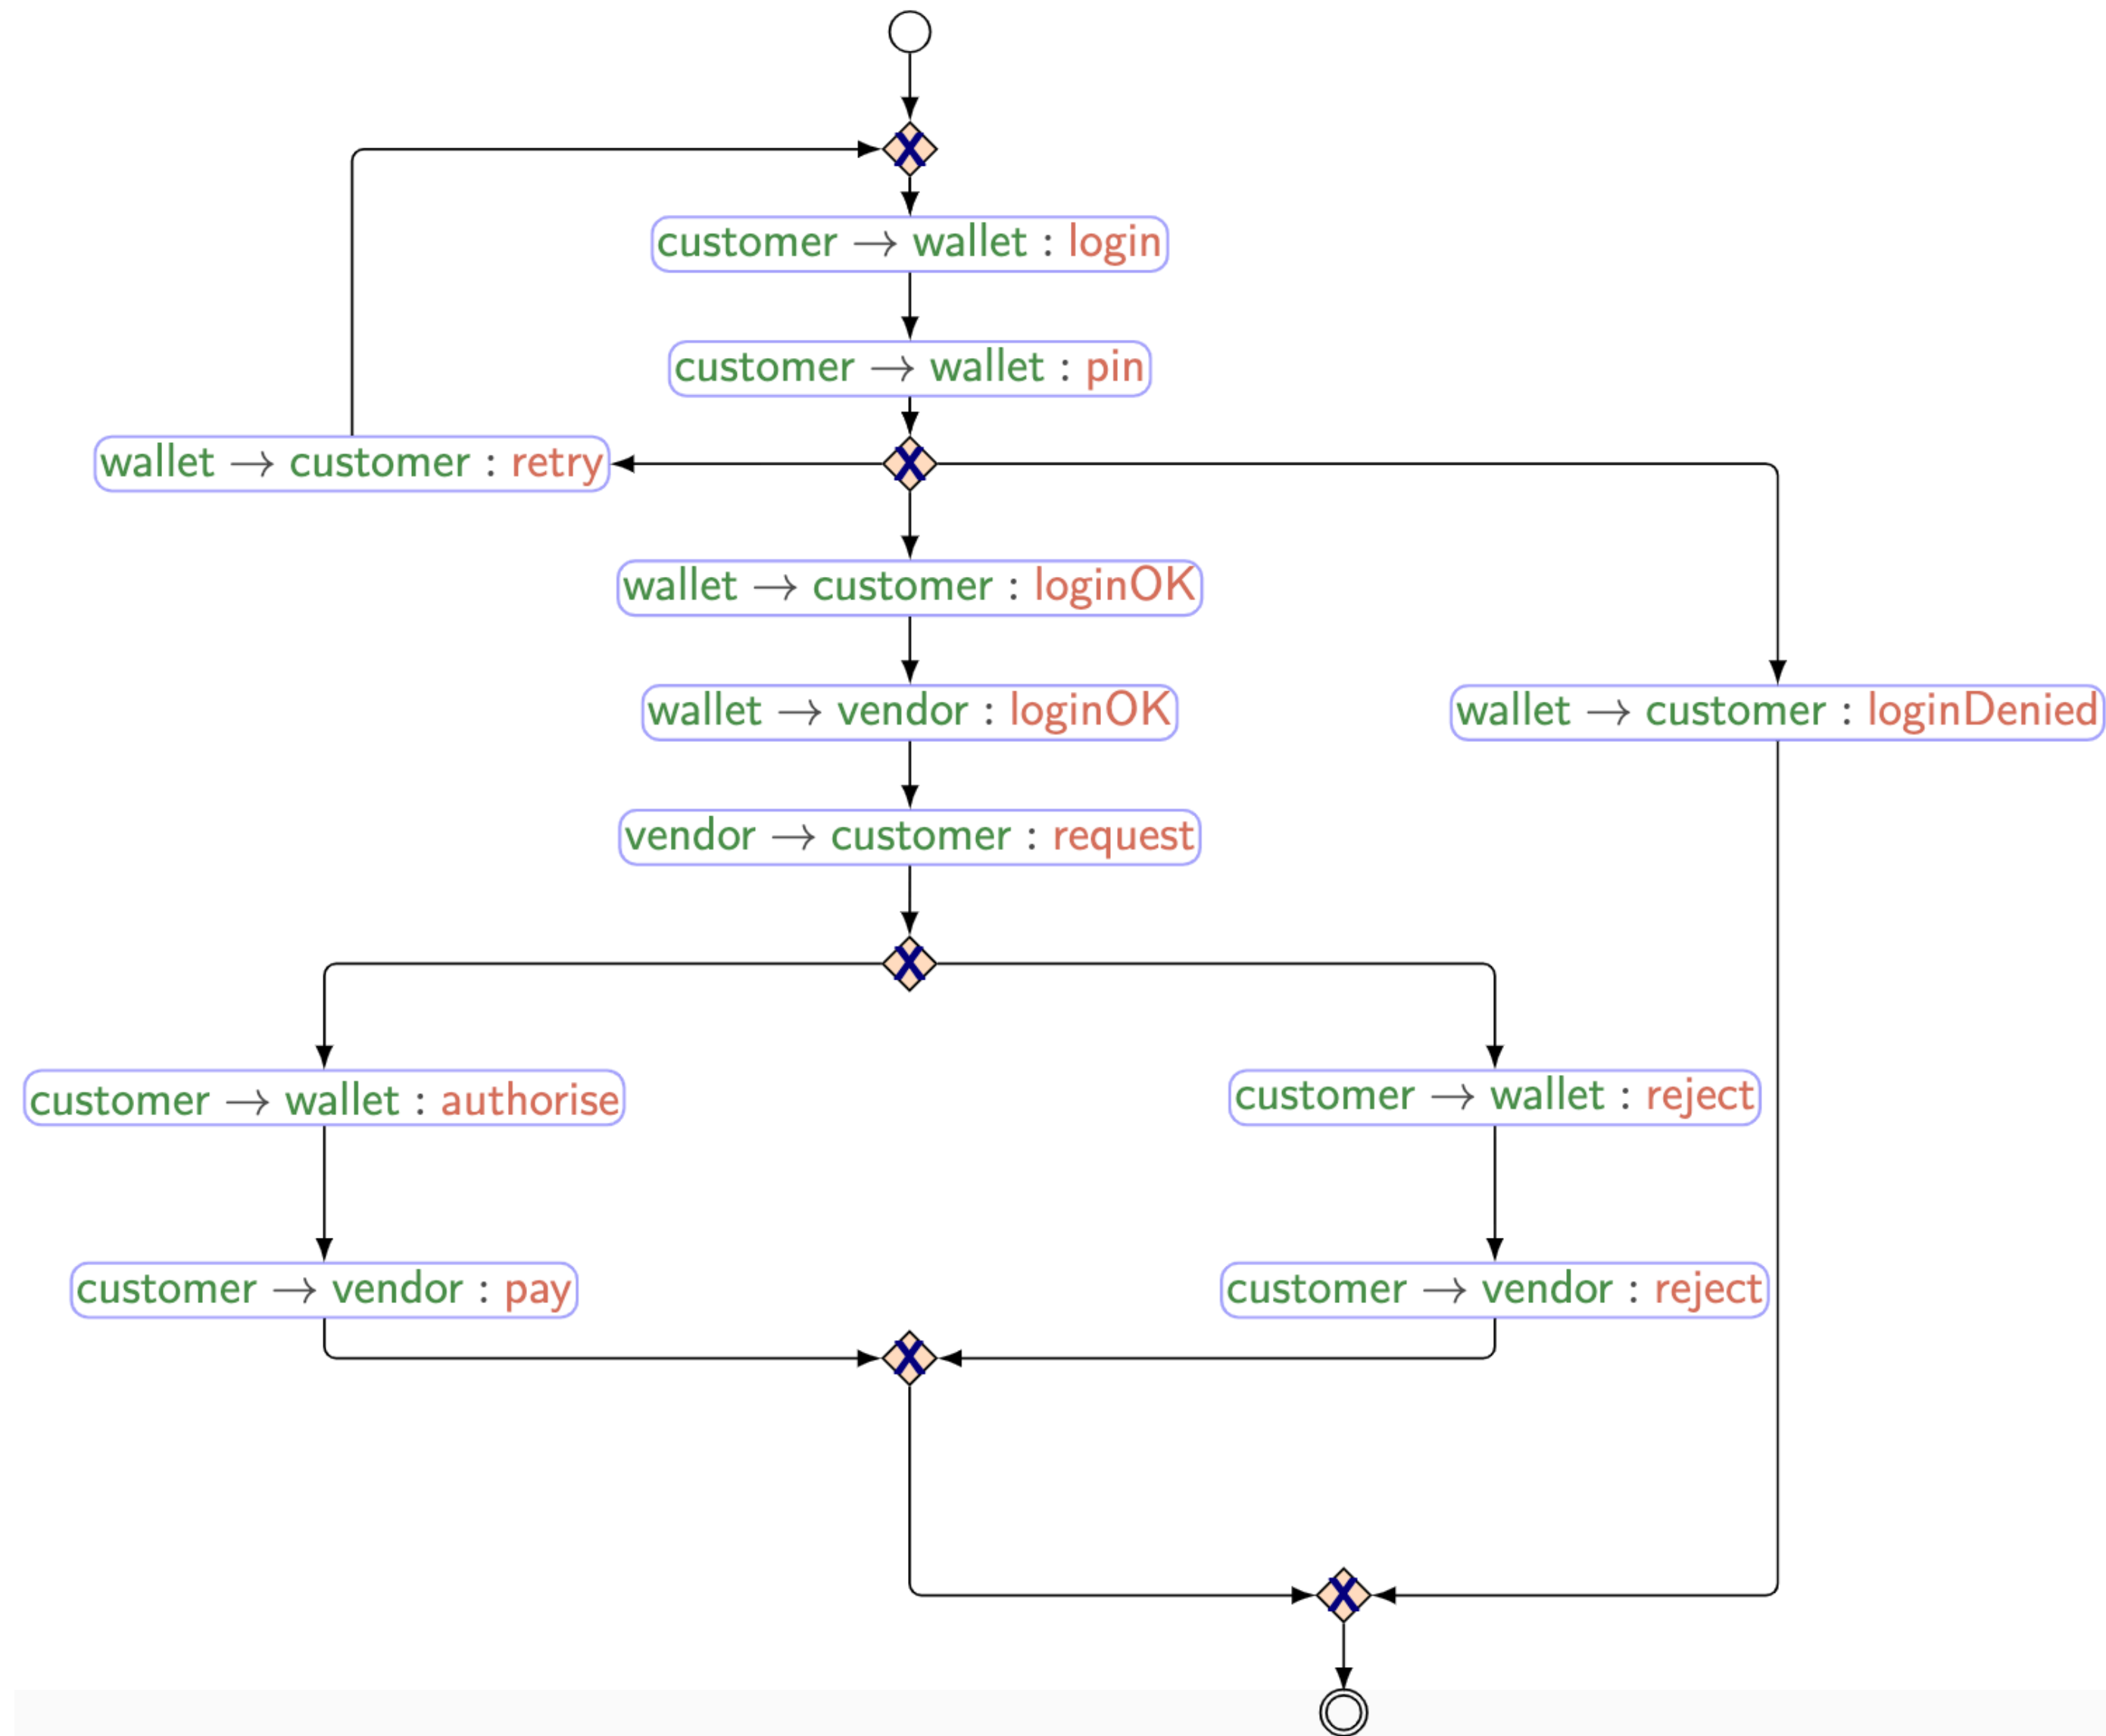 customer → wallet : login
customer → wallet : pin
wallet → customer : retry
wallet → customer : loginOK
wallet → vendor : loginOK
wallet → customer : loginDenied
vendor → customer : request
customer → wallet : authorise
customer → wallet : reject
customer → vendor : pay
customer → vendor : reject